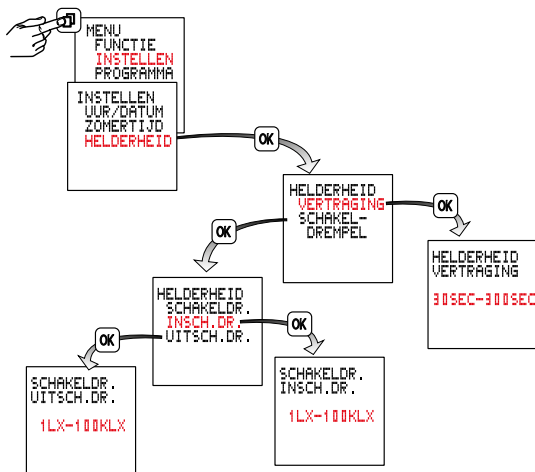 MENU
FUNCTIE
INSTELLEN
PROGRAMMA
INSTELLEN
UUR/DATUM
ZOMERTIJD
HELDERHEID
OK
HELDERHEID
VERTRAGING
SCHAKEL-
DREMPEL
OK
OK
HELDERHEID
VERTRAGING
30SEC-300SEC
HELDERHEID
SCHAKELDR.
INSCH.DR.
UITSCH.DR.
OK
OK
SCHAKELDR.
UITSCH.DR.
1LX-100KLX
SCHAKELDR.
INSCH.DR.
1LX-100KLX